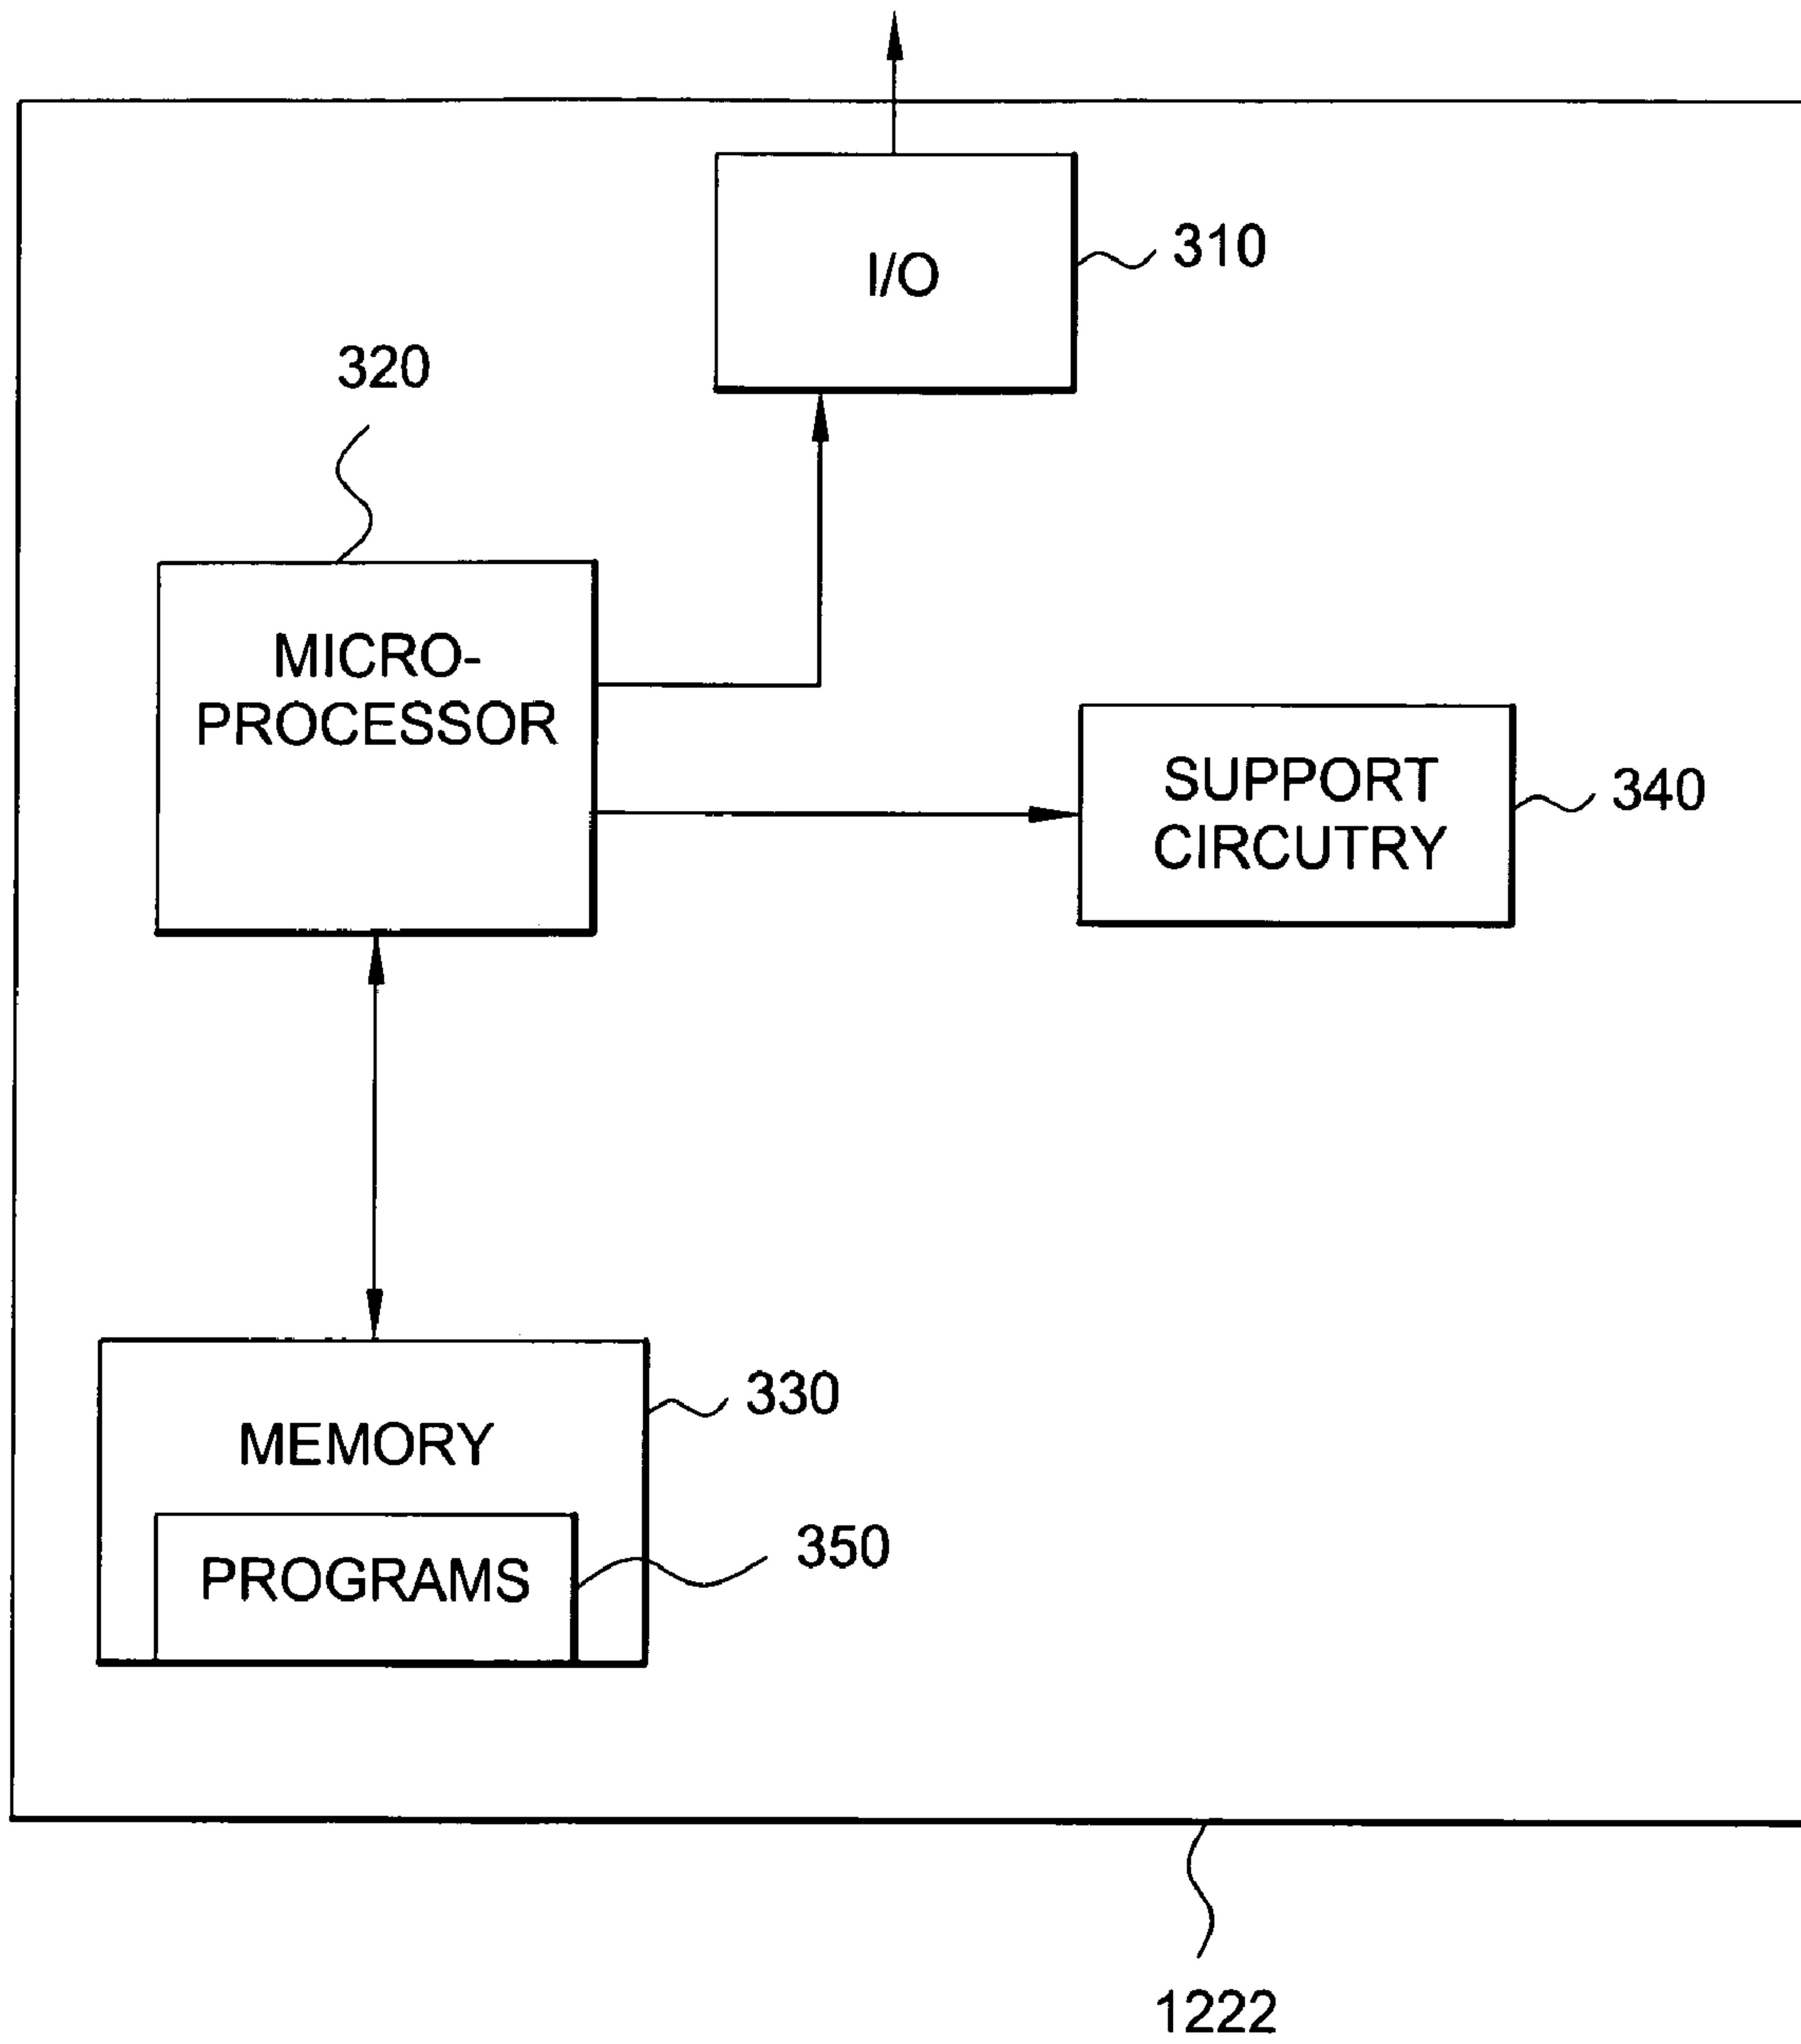 I/O
310
320
MICRO-
PROCESSOR
SUPPORT
CIRCUTRY
340
MEMORY
330
PROGRAMS
350
1222